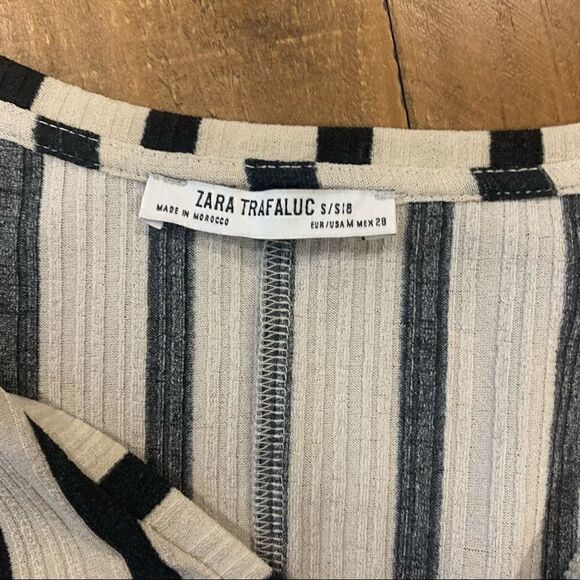 ZARA TRAFALUC S/S18
MADE IN MOROCCO EUR/USA M MEX 28